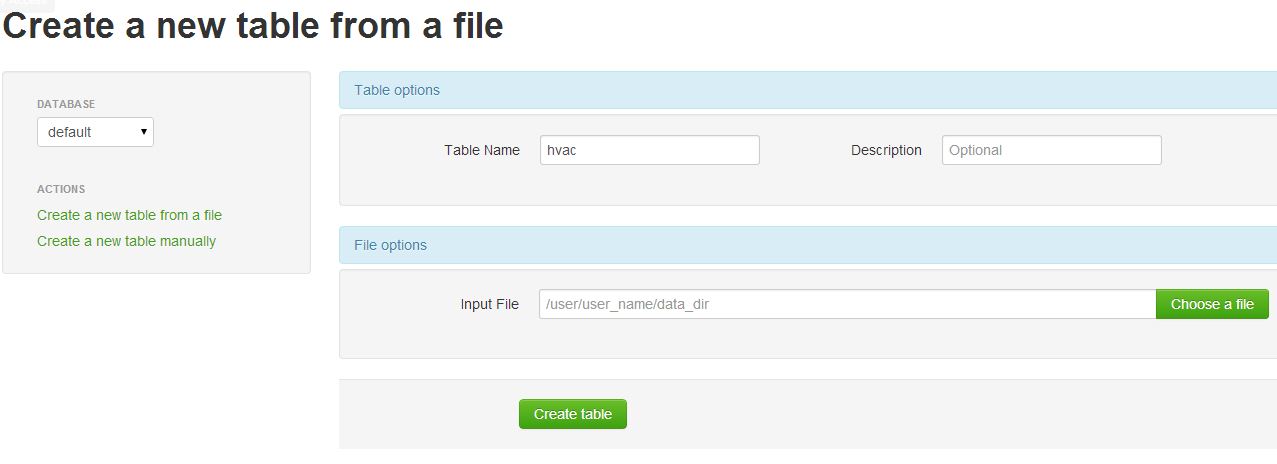 Create a new table from a file
DATABASE
default
ACTIONS
Create a new table from a file
Create a new table manually
Table options
Table Name hvac Description Optional
File options
Input File /user/user_name/data_dir Choose a file
Create table